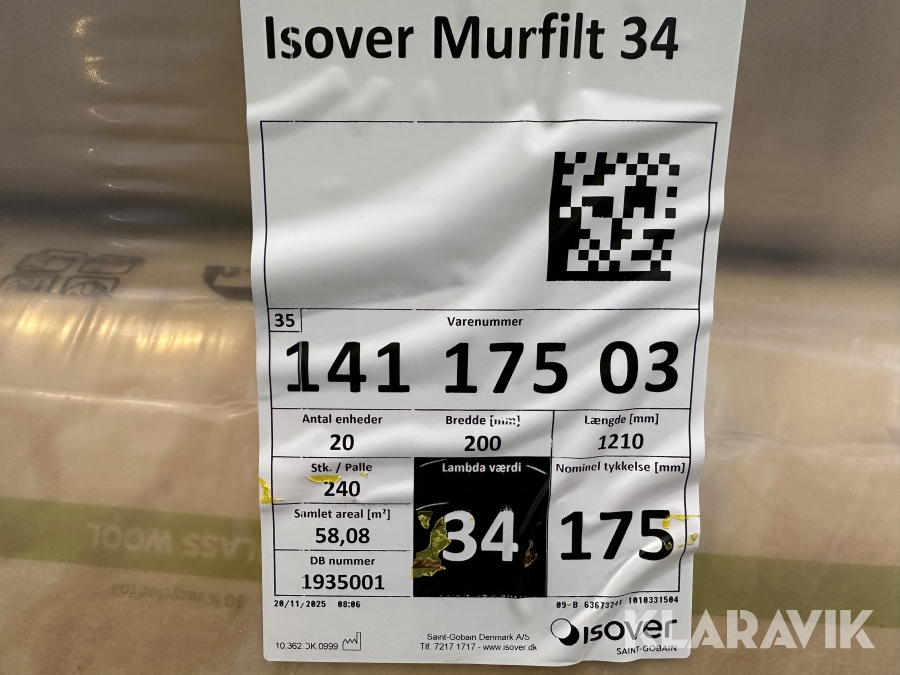 Isover Murfilt 34
35
Varenummer
141 175 03
Antal enheder
20
Bredde [mm]
200
Længde [mm]
1210
Stk. / Palle
240
Lambda værdi
34
Nominel tykkelse [mm]
175
Samlet areal [m²]
58,08
DB nummer
1935001
20/11/2025 08:06
09-B
1010331504
10.362.DK.0999
Saint-Gobain Denmark A/S
Tlf. 7217 1717 - www.isover.dk
isover
SAINT-GOBAIN
KLARAVIK
GLASS WOOL